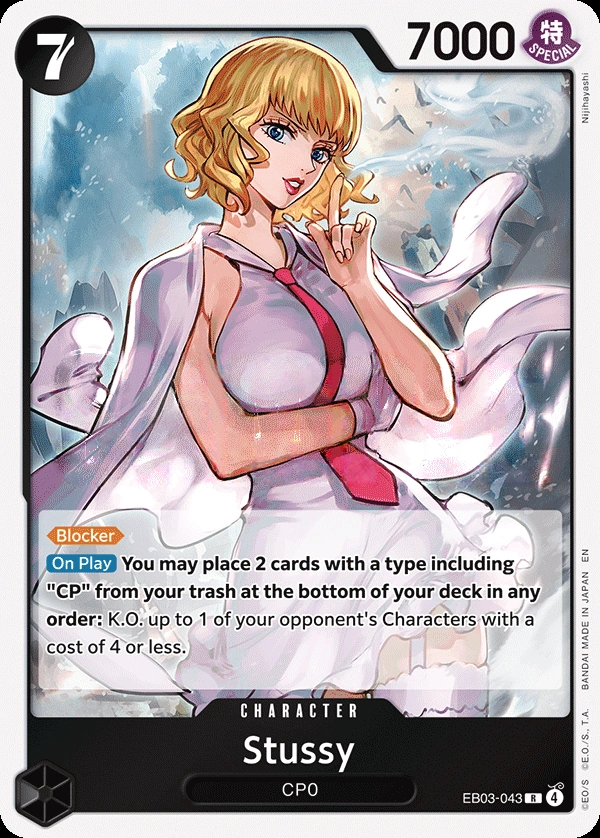 7
7000
特
SPECIAL
Nijihayashi
Blocker
On Play You may place 2 cards with a type including
"CP" from your trash at the bottom of your deck in any
order: K.O. up to 1 of your opponent's Characters with a
cost of 4 or less.
CHARACTER
Stussy
CP0
EB03-043 R 4
©EO/S ©E.O./S., T.A. BANDAI MADE IN JAPAN EN